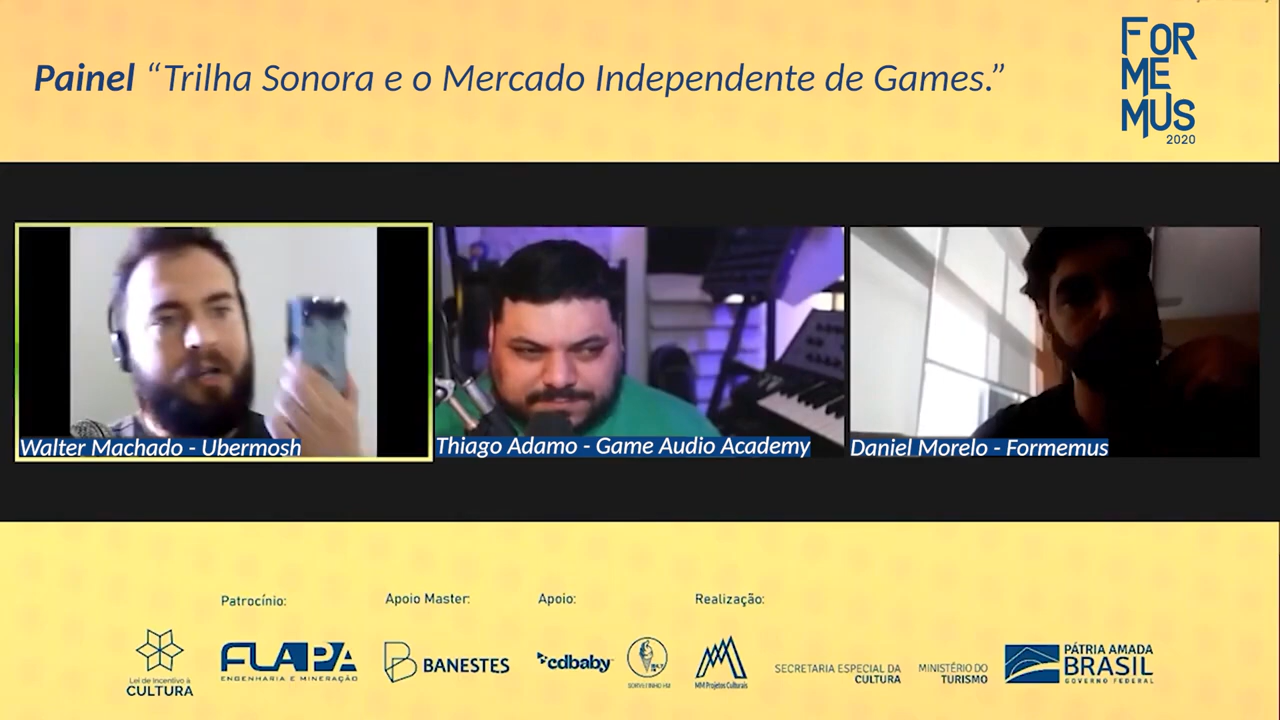 Painel “Trilha Sonora e o Mercado Independente de Games.”
FOR
ME
MUS
2020
Walter Machado - Ubermosh
Thiago Adamo - Game Audio Academy
Daniel Morelo - Formemus
Patrocínio:
Apoio Master:
Apoio:
Realização:
Lei de Incentivo à
CULTURA
FLAPA
ENGENHARIA E MINERAÇÃO
BANESTES
cdbaby
MM Projetos Culturais
SECRETARIA ESPECIAL DA
CULTURA
MINISTÉRIO DO
TURISMO
PÁTRIA AMADA
BRASIL
GOVERNO FEDERAL